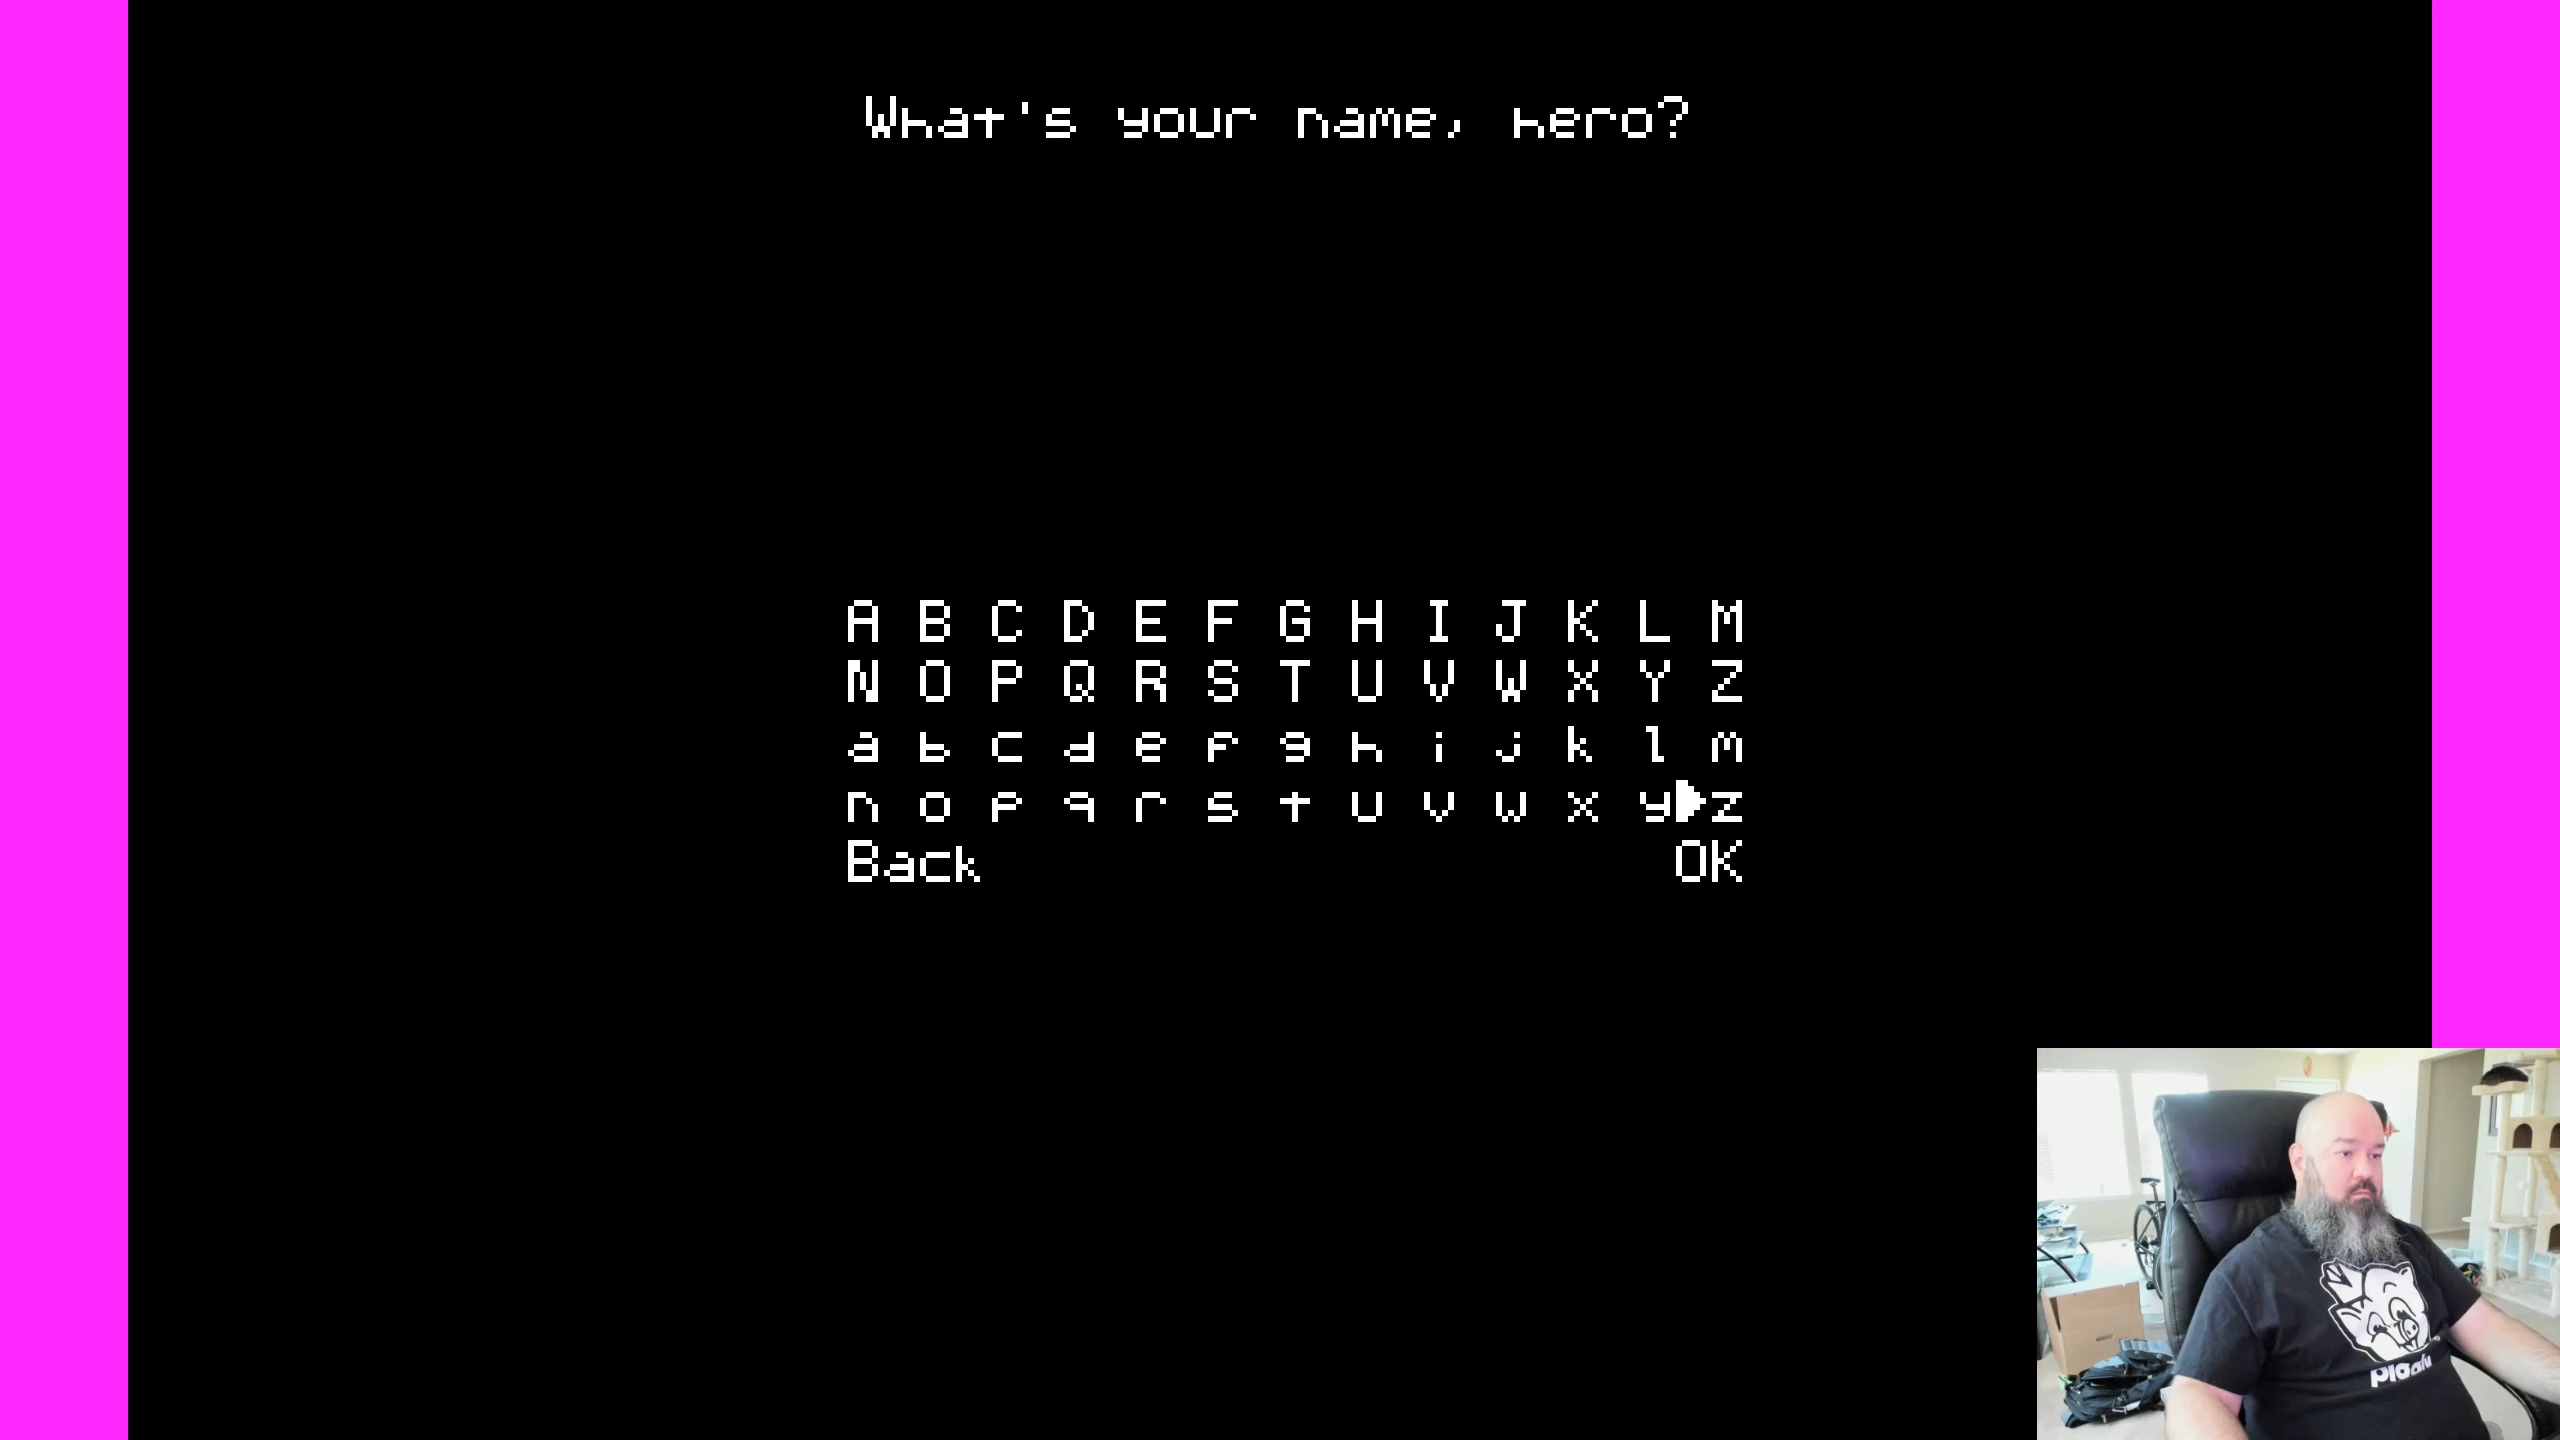 What's your name, hero?
A B C D E F G H I J K L M
N O P Q R S T U V W X Y Z
a b c d e f g h i j k l m
n o p q r s t u v w x y z
Back OK